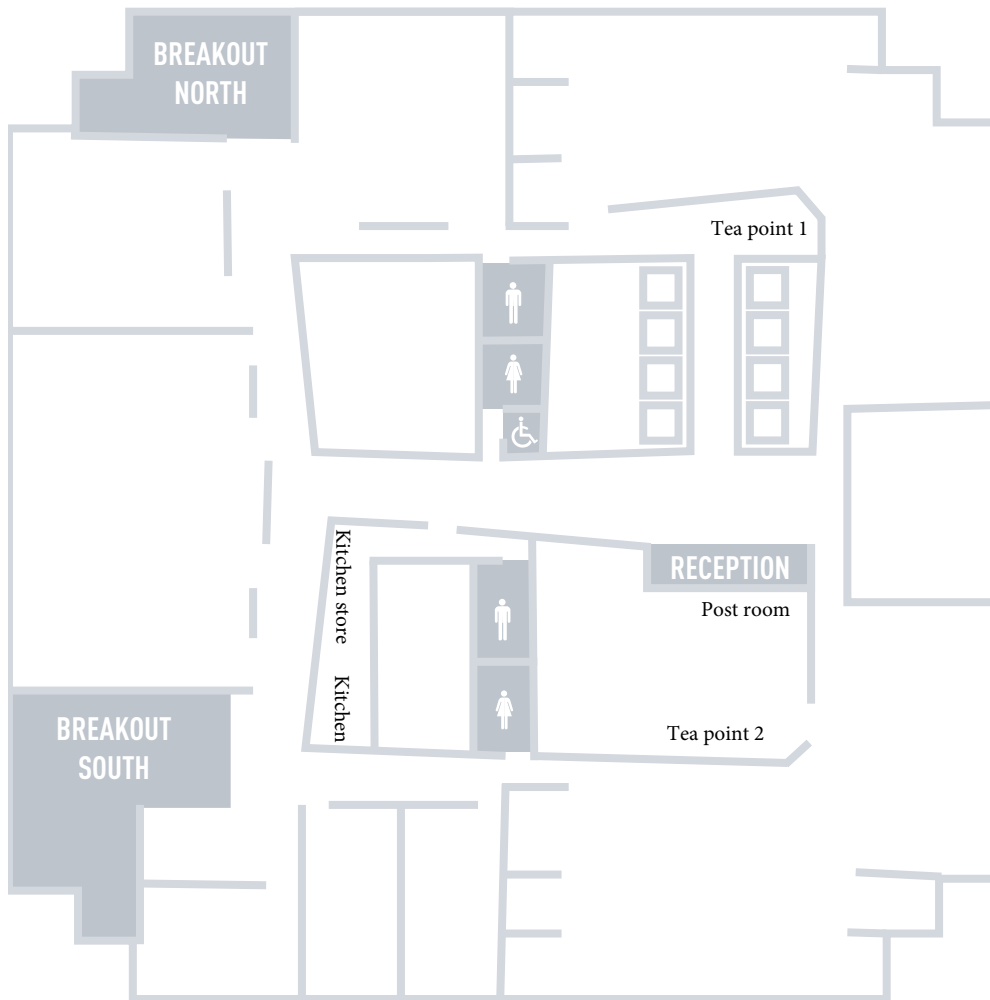 BREAKOUT
NORTH
Tea point 1
Kitchen store
RECEPTION
Post room
Kitchen
BREAKOUT
SOUTH
Tea point 2